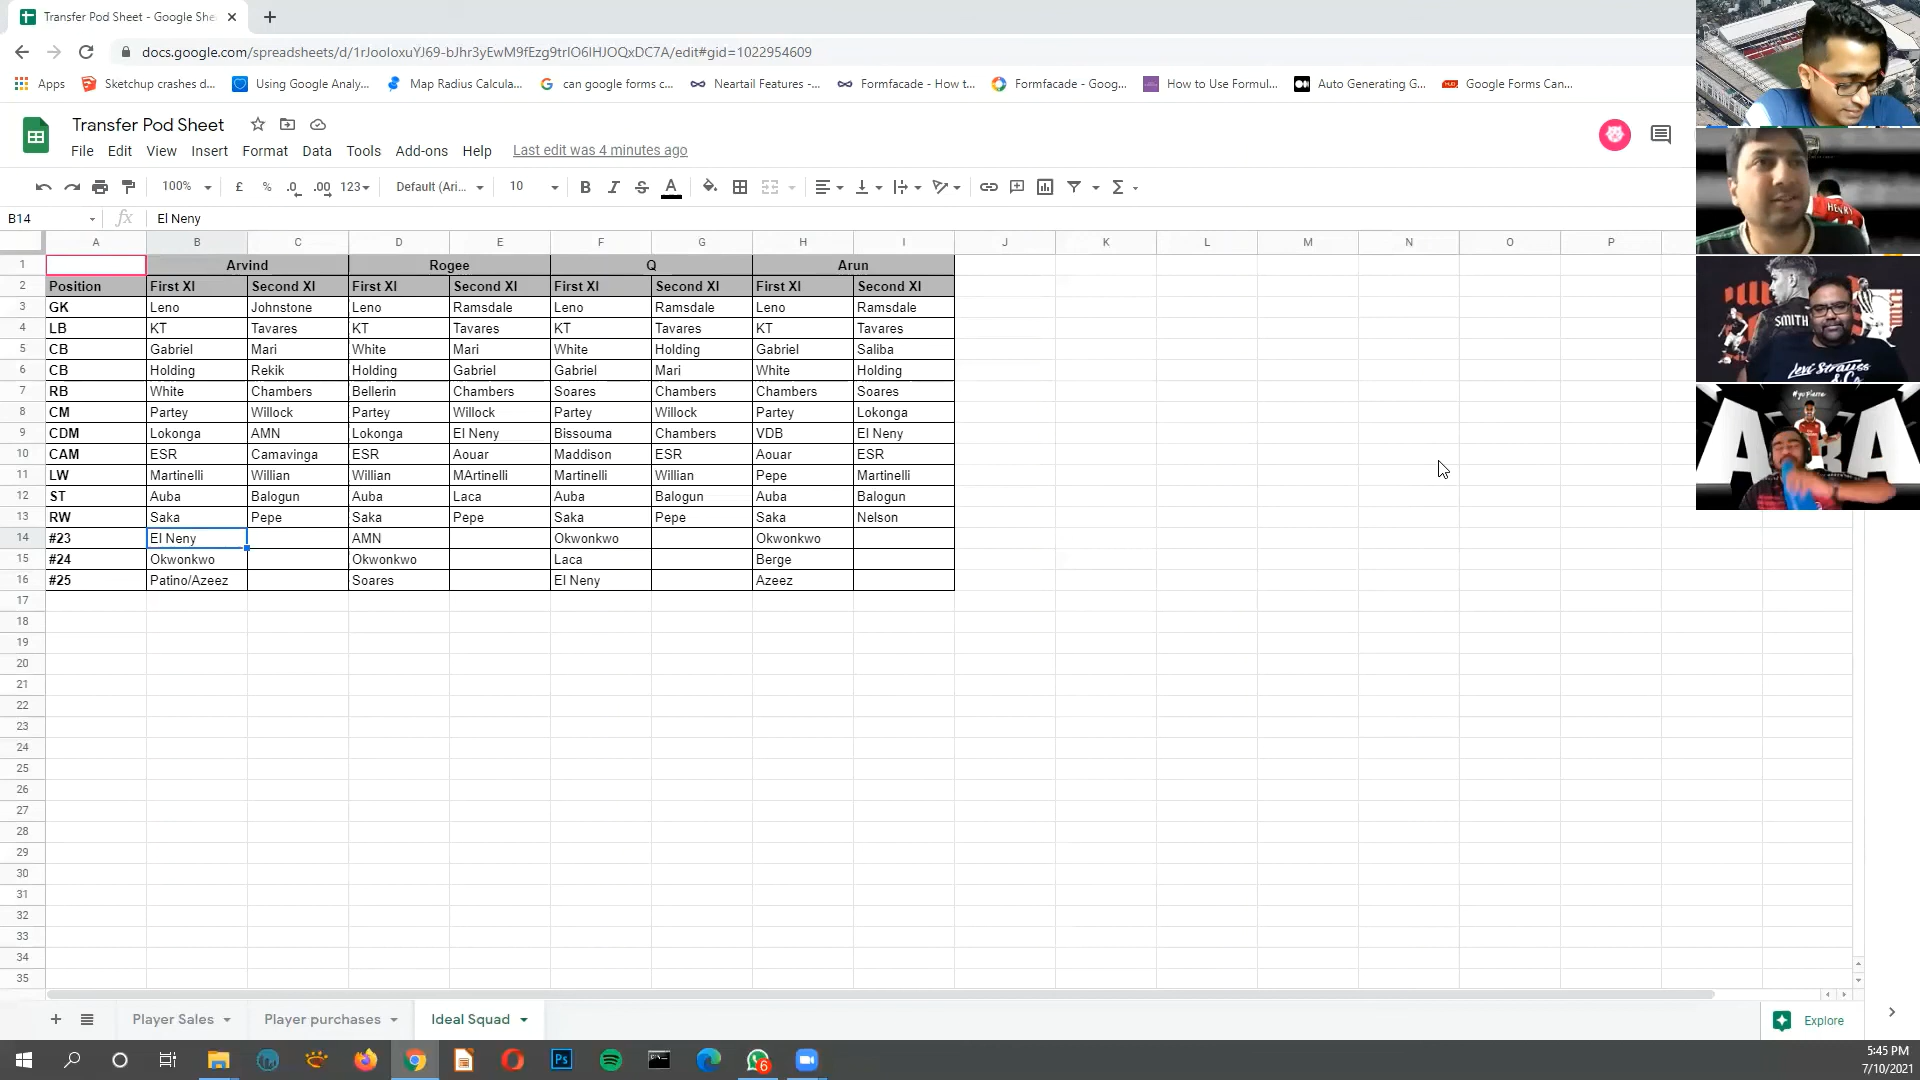 Transfer Pod Sheet - Google She
docs.google.com/spreadsheets/d/1rJooIoxuYJ69-bJhr3yEwM9fEzg9trIO6IHJOQxDC7A/edit#gid=1022954609
Apps Sketchup crashes d... Using Google Analy... Map Radius Calcula... can google forms c... Neartail Features -... Formfacade - How t... Formfacade - Goog... How to Use Formul... Auto Generating G... Google Forms Can...
Transfer Pod Sheet
File Edit View Insert Format Data Tools Add-ons Help Last edit was 4 minutes ago
100% £ % .0 .00 123 Default (Ari... 10 B I S A Σ
B14 fx El Neny
A B C D E F G H I J K L M N O P
1 Arvind Rogee Q Arun
2 Position First XI Second XI First XI Second XI First XI Second XI First XI Second XI
3 GK Leno Johnstone Leno Ramsdale Leno Ramsdale Leno Ramsdale
4 LB KT Tavares KT Tavares KT Tavares KT Tavares
5 CB Gabriel Mari White Mari White Holding Gabriel Saliba
6 CB Holding Rekik Holding Gabriel Gabriel Mari White Holding
7 RB White Chambers Bellerin Chambers Soares Chambers Chambers Soares
8 CM Partey Willock Partey Willock Partey Willock Partey Lokonga
9 CDM Lokonga AMN Lokonga El Neny Bissouma Chambers VDB El Neny
10 CAM ESR Camavinga ESR Aouar Maddison ESR Aouar ESR
11 LW Martinelli Willian Willian MArtinelli Martinelli Willian Pepe Martinelli
12 ST Auba Balogun Auba Laca Auba Balogun Auba Balogun
13 RW Saka Pepe Saka Pepe Saka Pepe Saka Nelson
14 #23 El Neny AMN Okwonkwo Okwonkwo
15 #24 Okwonkwo Okwonkwo Laca Berge
16 #25 Patino/Azeez Soares El Neny Azeez
17
18
19
20
21
22
23
24
25
26
27
28
29
30
31
32
33
34
35
Player Sales Player purchases Ideal Squad Explore
Ps 6
5:45 PM
7/10/2021
HENRY
SMITH
Levi Strauss
& Co